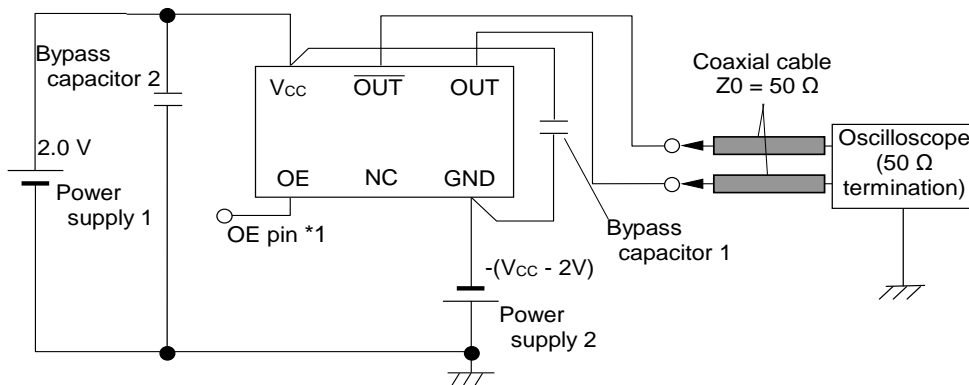 Bypass
capacitor 2
2.0 V
Power
supply 1
VCC
OUT
OUT
OE
NC
GND
OE pin *1
-(VCC - 2V)
Power
supply 2
Bypass
capacitor 1
Coaxial cable
Z0 = 50 Ω
Oscilloscope
(50 Ω
termination)